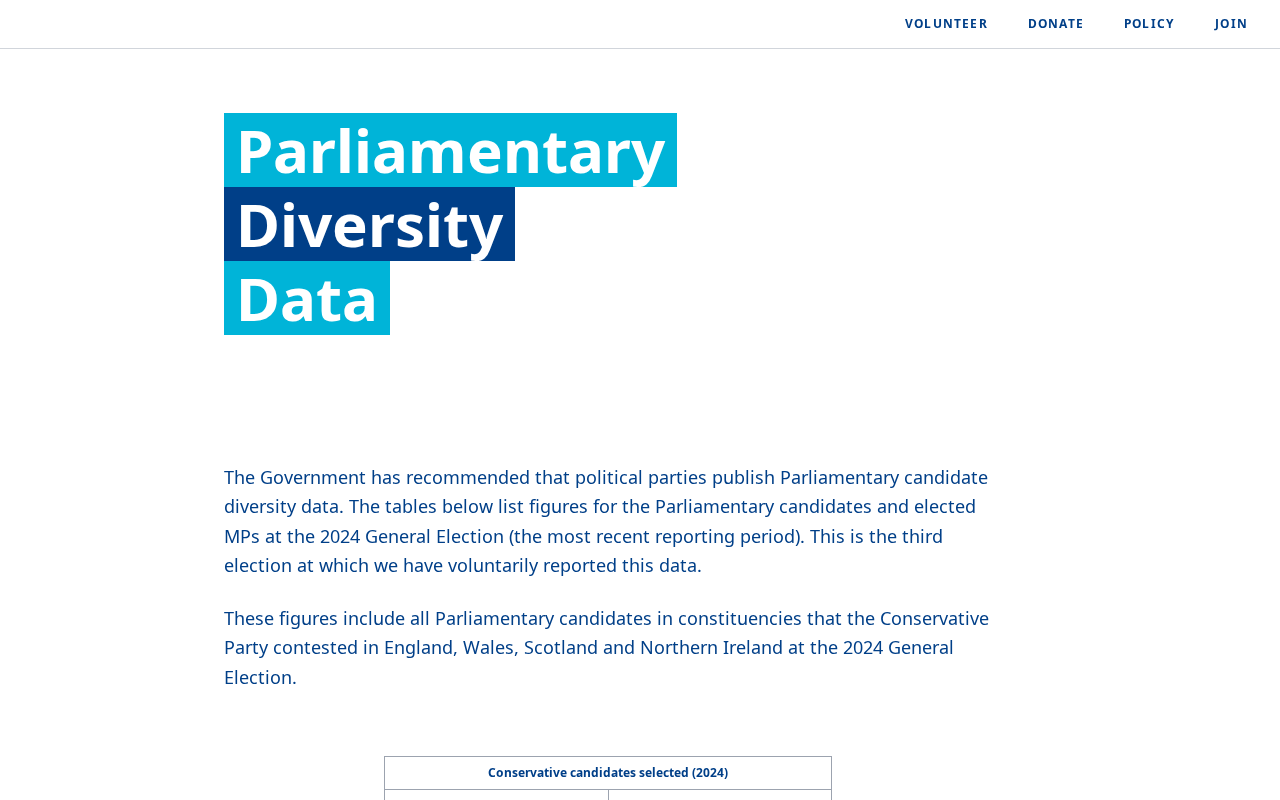 VOLUNTEER DONATE POLICY JOIN
Parliamentary
Diversity
Data
The Government has recommended that political parties publish Parliamentary candidate
diversity data. The tables below list figures for the Parliamentary candidates and elected
MPs at the 2024 General Election (the most recent reporting period). This is the third
election at which we have voluntarily reported this data.
These figures include all Parliamentary candidates in constituencies that the Conservative
Party contested in England, Wales, Scotland and Northern Ireland at the 2024 General
Election.
Conservative candidates selected (2024)